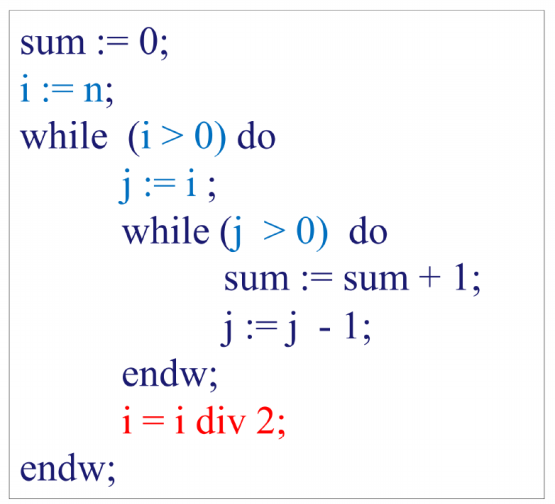 sum := 0;
i := n;
while (i > 0) do
j := i ;
while (j > 0) do
sum := sum + 1;
j := j - 1;
endw;
i = i div 2;
endw;